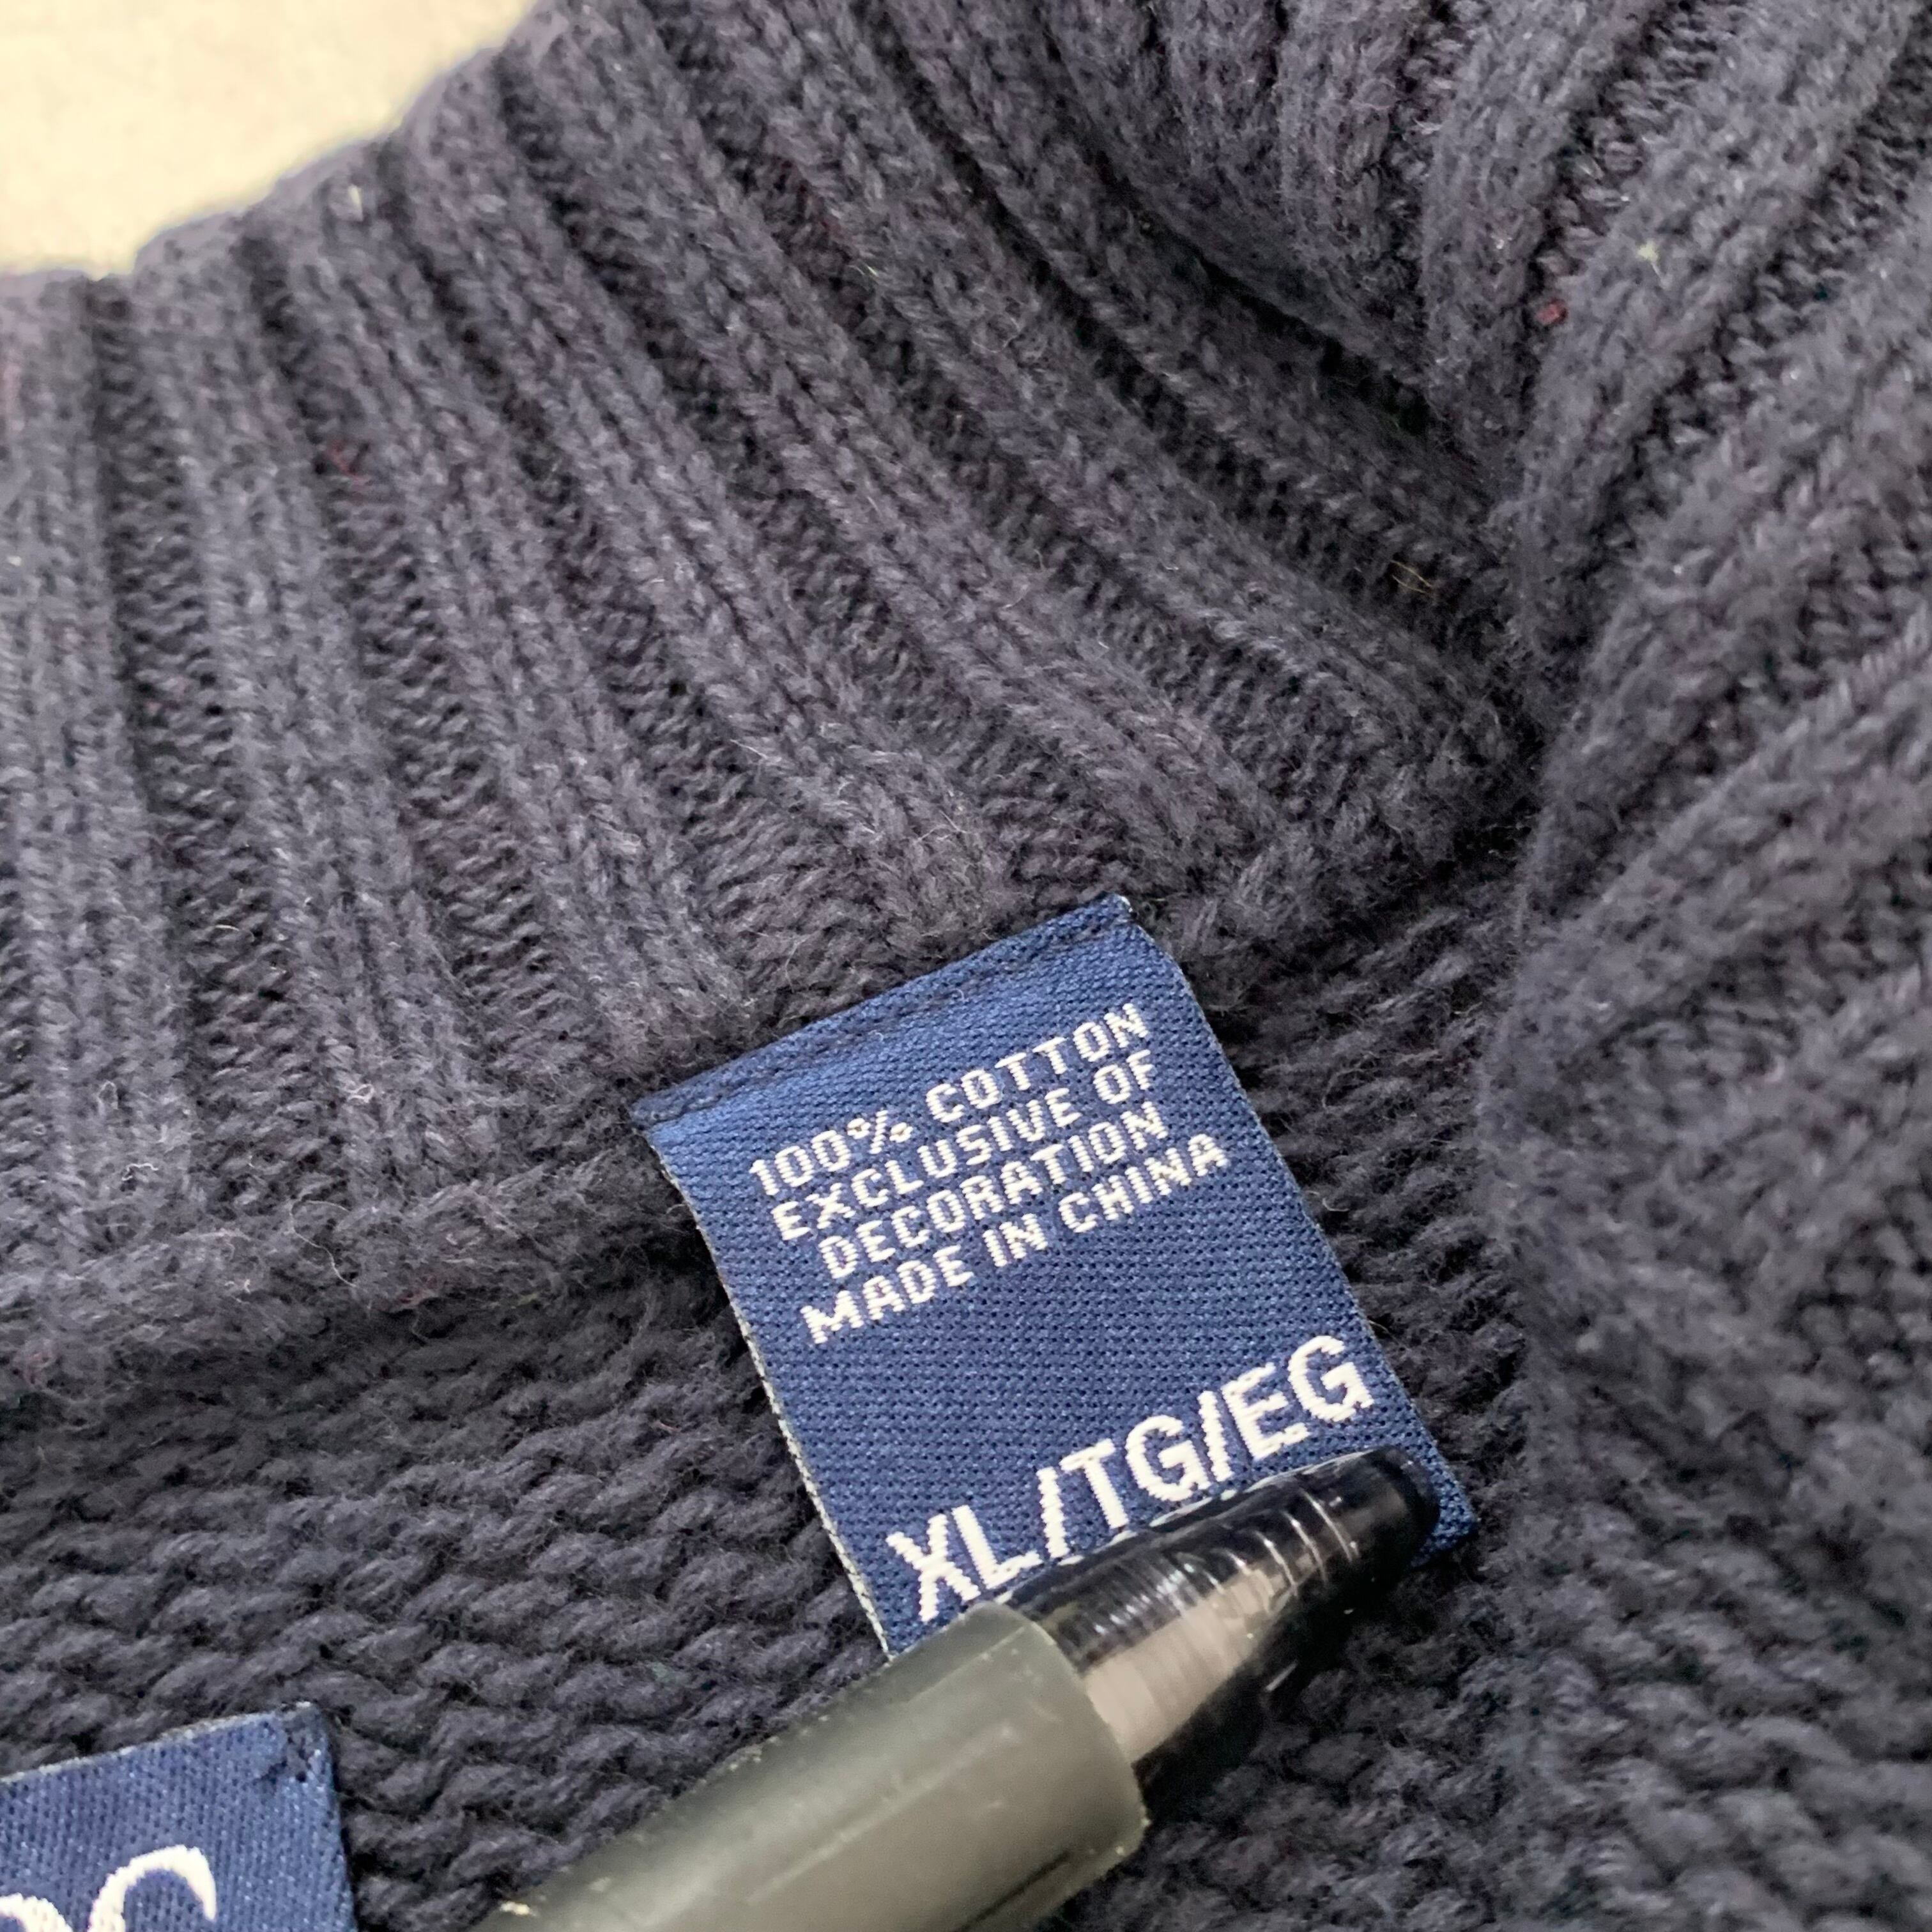 100% COTTON
EXCLUSIVE OF
DECORATION
MADE IN CHINA
XL/TG/EG